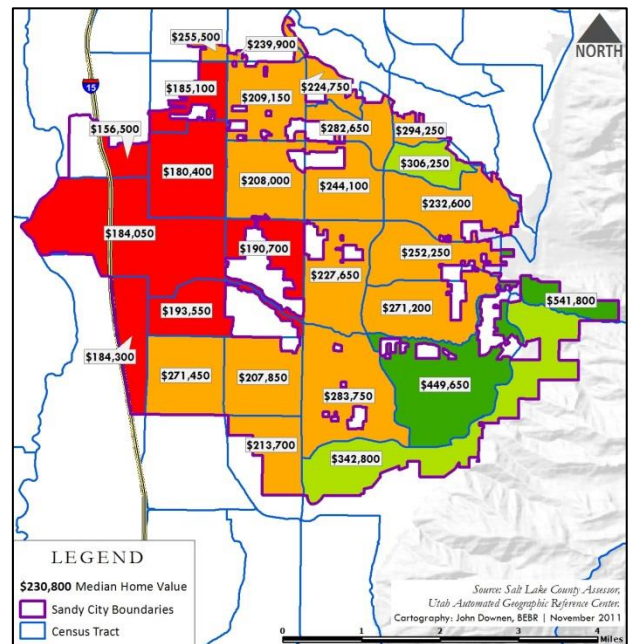 $255,500
$239,900
NORTH
15
$185,100
$224,750
$209,150
$156,500
$282,650
$294,250
$306,250
$180,400
$208,000
$244,100
$232,600
$184,050
$190,700
$252,250
$227,650
$271,200
$541,800
$193,550
$184,300
$271,450
$207,850
$283,750
$449,650
$213,700
$342,800
LEGEND
$230,800 Median Home Value
Sandy City Boundaries
Census Tract
Source: Salt Lake County Assessor,
Utah Automated Geographic Reference Center.
Cartography: John Downen, BEBR | November 2011
0 1 2 3 4
Miles